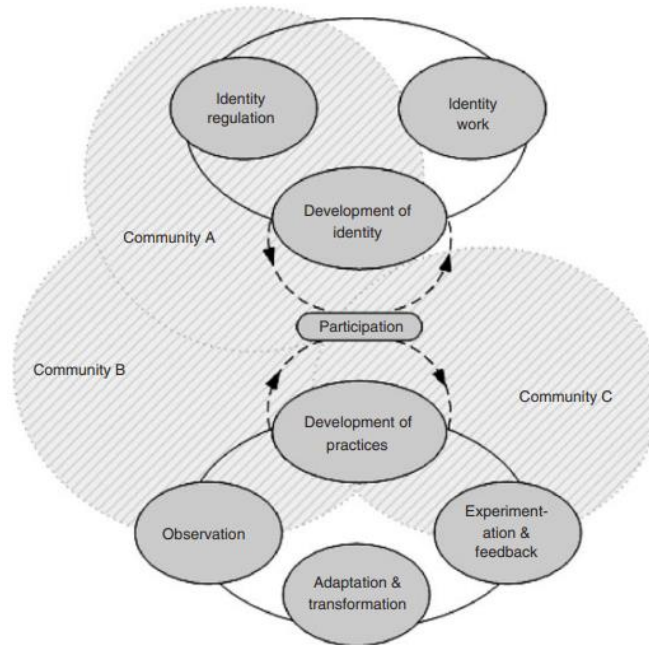 Identity
regulation
Identity
work
Development of
identity
Community A
Participation
Community B
Community C
Development of
practices
Observation
Experiment-
ation &
feedback
Adaptation &
transformation